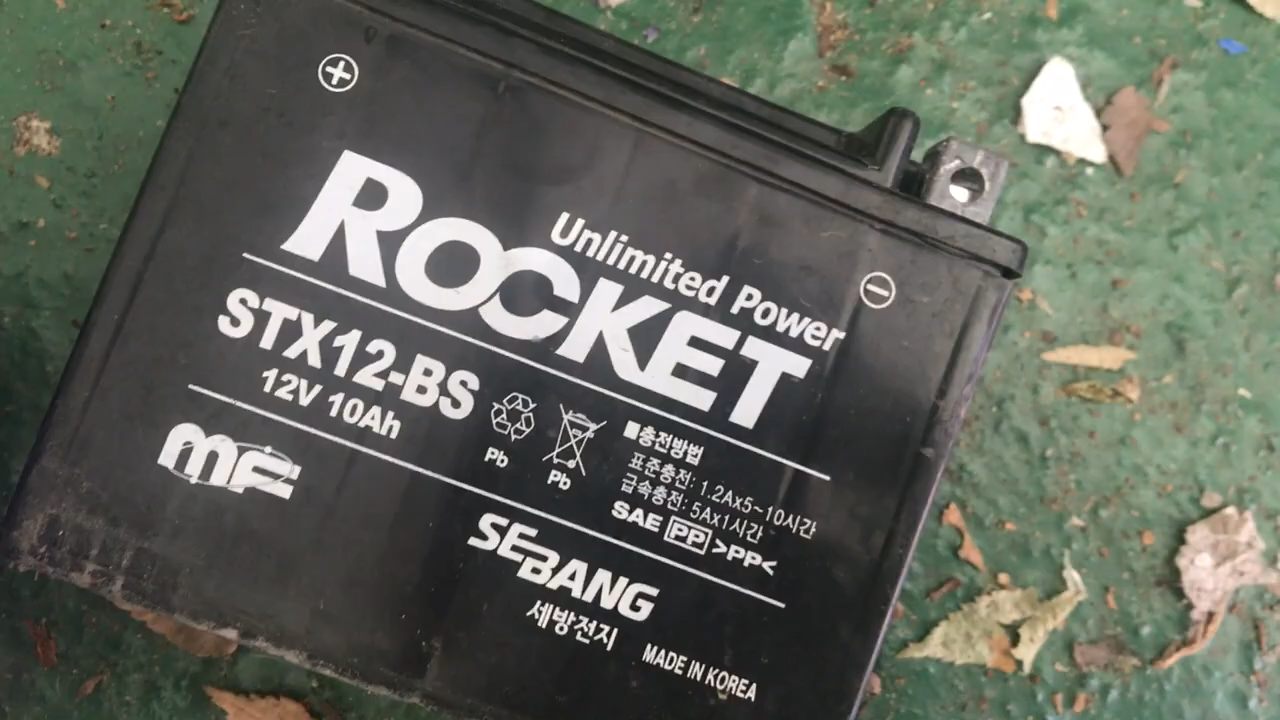 Unlimited Power
ROCKET
STX12-BS
12V 10Ah
MF
Pb
Pb
■충전방법
표준충전: 1.2Ax5~10시간
급속충전: 5Ax1시간
SAE PP >PP<
SEBANG
세방전지
MADE IN KOREA